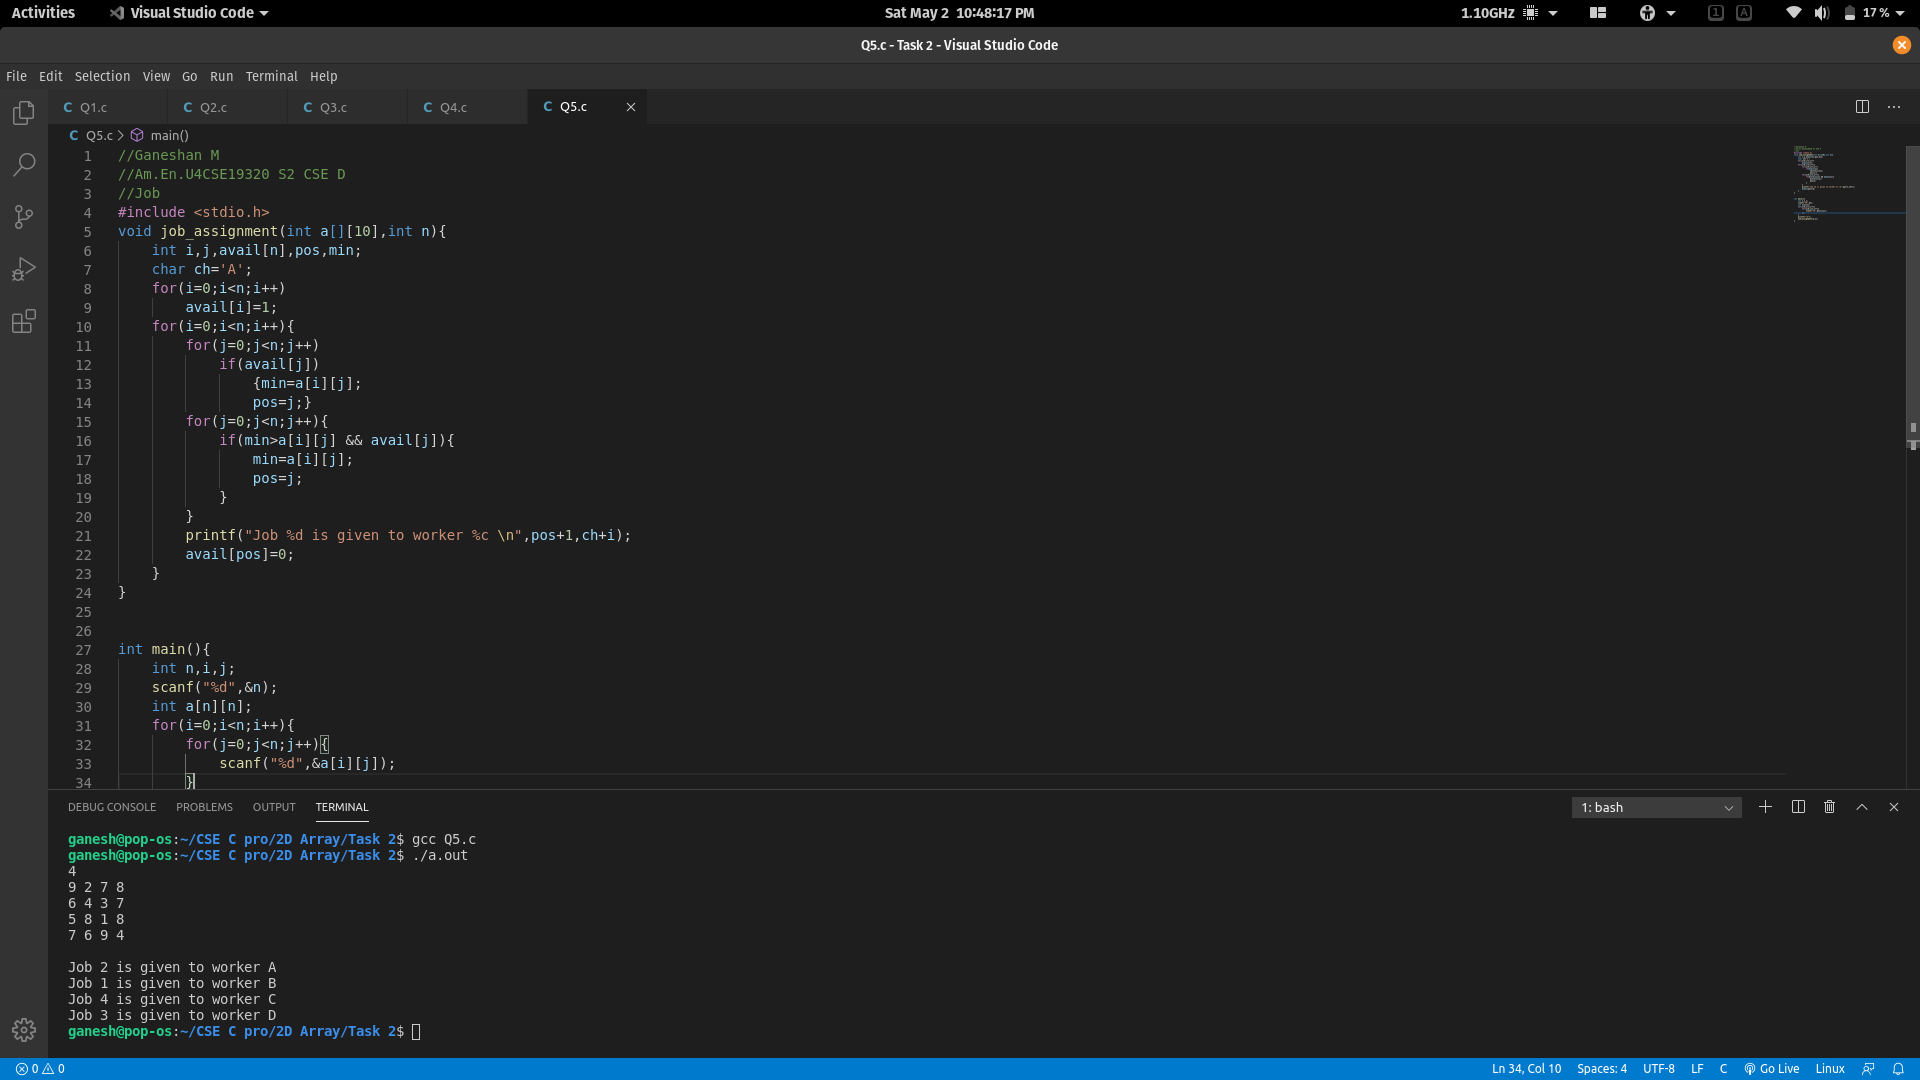 Activities Visual Studio Code Sat May 2 10:48:17 PM 1.10GHz 1 A 17 %
Q5.c - Task 2 - Visual Studio Code
File Edit Selection View Go Run Terminal Help
C Q1.c C Q2.c C Q3.c C Q4.c C Q5.c
C Q5.c > main()
1 //Ganeshan M
2 //Am.En.U4CSE19320 S2 CSE D
3 //Job
4 #include <stdio.h>
5 void job_assignment(int a[][10],int n){
6 int i,j,avail[n],pos,min;
7 char ch='A';
8 for(i=0;i<n;i++)
9 avail[i]=1;
10 for(i=0;i<n;i++){
11 for(j=0;j<n;j++)
12 if(avail[j])
13 {min=a[i][j];
14 pos=j;}
15 for(j=0;j<n;j++){
16 if(min>a[i][j] && avail[j]){
17 min=a[i][j];
18 pos=j;
19 }
20 }
21 printf("Job %d is given to worker %c \n",pos+1,ch+i);
22 avail[pos]=0;
23 }
24 }
25
26
27 int main(){
28 int n,i,j;
29 scanf("%d",&n);
30 int a[n][n];
31 for(i=0;i<n;i++){
32 for(j=0;j<n;j++){
33 scanf("%d",&a[i][j]);
34 }
DEBUG CONSOLE PROBLEMS OUTPUT TERMINAL 1: bash
ganesh@pop-os:~/CSE C pro/2D Array/Task 2$ gcc Q5.c
ganesh@pop-os:~/CSE C pro/2D Array/Task 2$ ./a.out
4
9 2 7 8
6 4 3 7
5 8 1 8
7 6 9 4
Job 2 is given to worker A
Job 1 is given to worker B
Job 4 is given to worker C
Job 3 is given to worker D
ganesh@pop-os:~/CSE C pro/2D Array/Task 2$
0 0 Ln 34, Col 10 Spaces: 4 UTF-8 LF C Go Live Linux